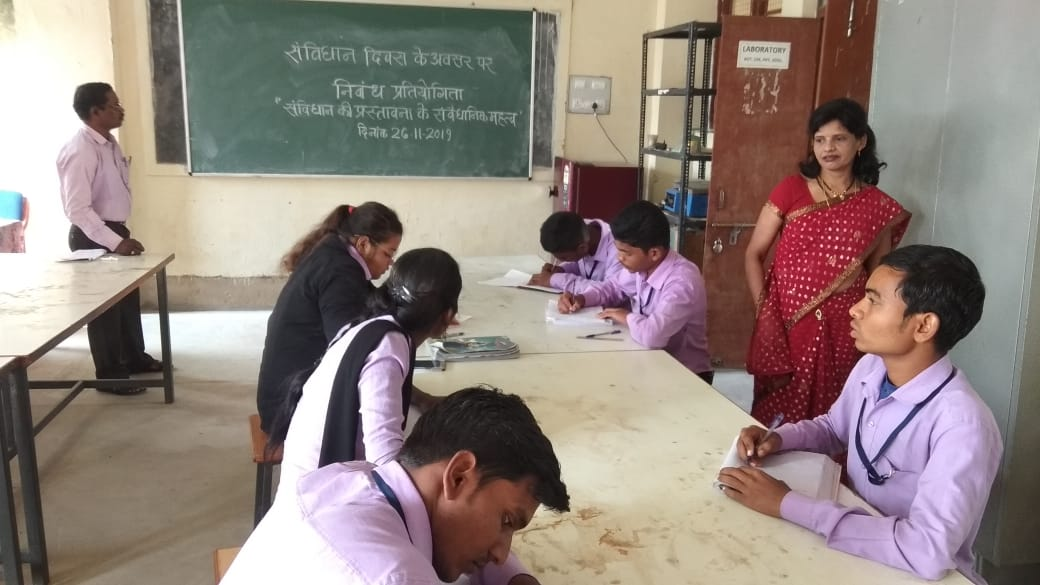 संविधान दिवस के अवसर पर
निबंध प्रतियोगिता
"संविधान की प्रस्तावना के संवैधानिक महत्व"
दिनांक 26-11-2019
LABORATORY